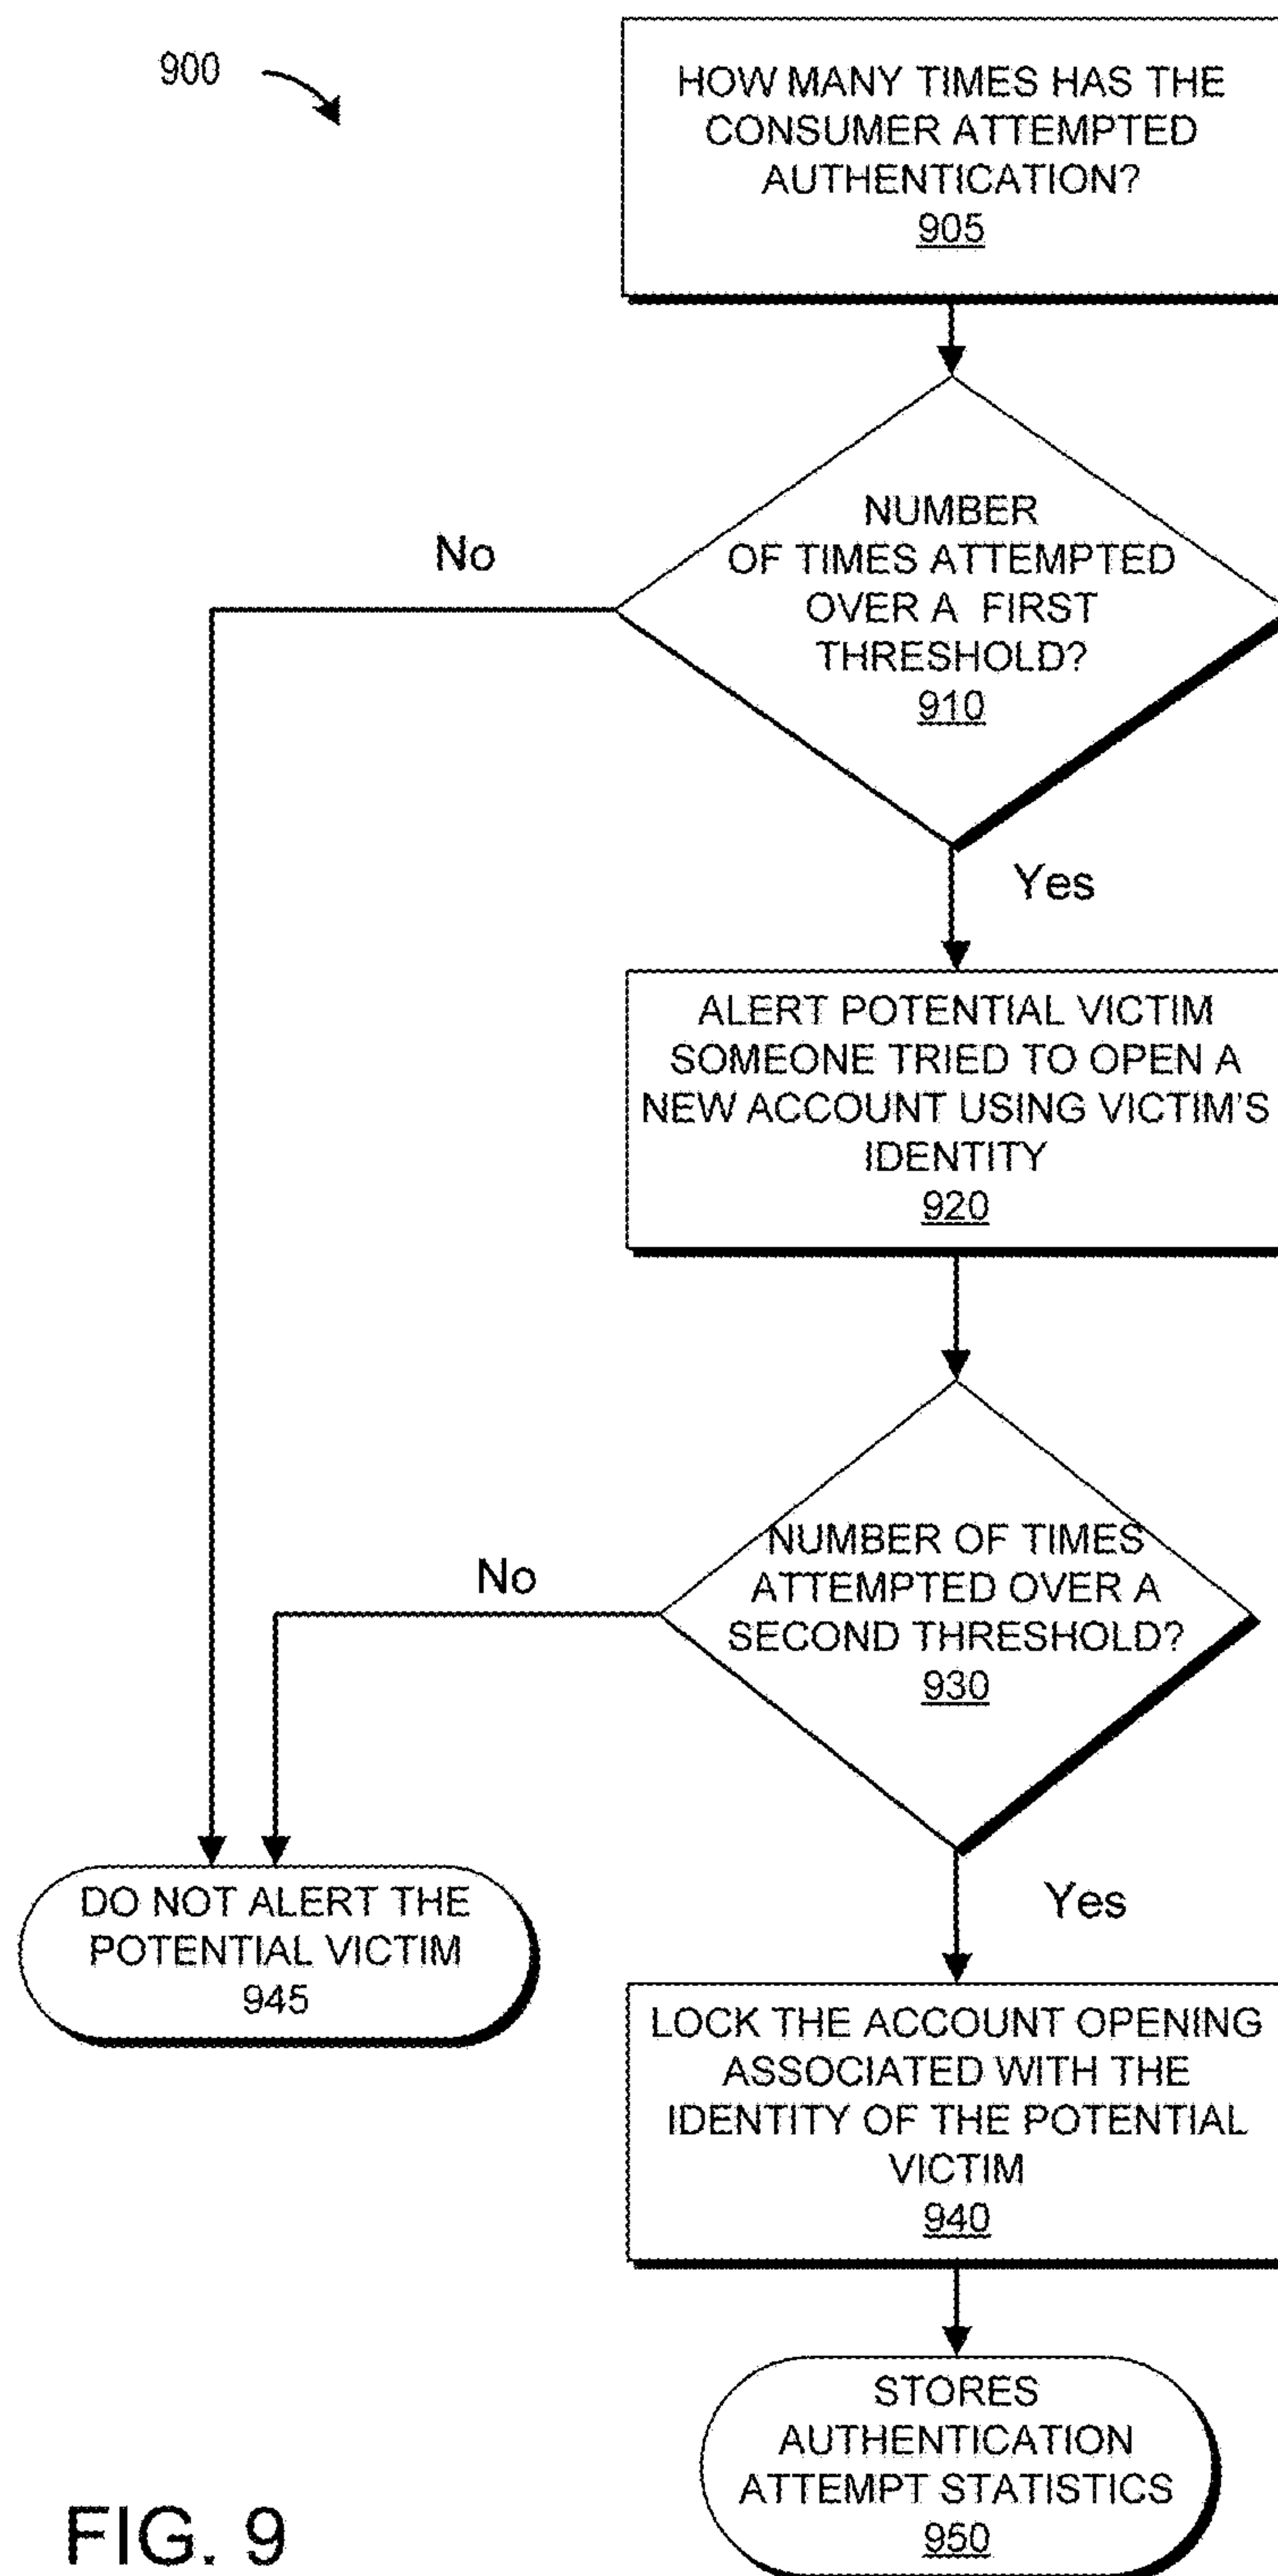 900
HOW MANY TIMES HAS THE
CONSUMER ATTEMPTED
AUTHENTICATION?
905
NUMBER
OF TIMES ATTEMPTED
OVER A FIRST
THRESHOLD?
910
No
Yes
ALERT POTENTIAL VICTIM
SOMEONE TRIED TO OPEN A
NEW ACCOUNT USING VICTIM'S
IDENTITY
920
NUMBER OF TIMES
ATTEMPTED OVER A
SECOND THRESHOLD?
930
No
Yes
DO NOT ALERT THE
POTENTIAL VICTIM
945
LOCK THE ACCOUNT OPENING
ASSOCIATED WITH THE
IDENTITY OF THE POTENTIAL
VICTIM
940
STORES
AUTHENTICATION
ATTEMPT STATISTICS
950
FIG. 9